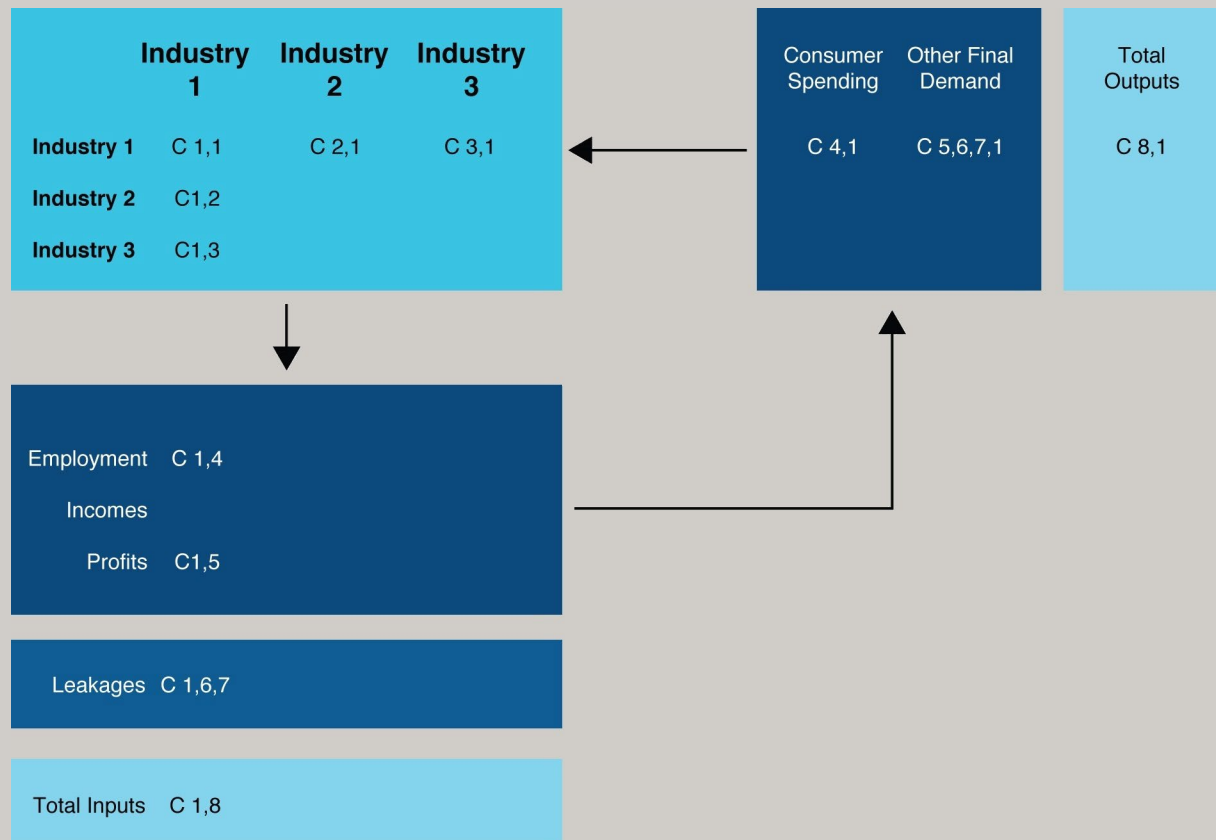 Industry 1 Industry 2 Industry 3
Consumer Spending Other Final Demand
Total Outputs
Industry 1 C 1,1 C 2,1 C 3,1 C 4,1 C 5,6,7,1 C 8,1
Industry 2 C1,2
Industry 3 C1,3
Employment C 1,4
Incomes
Profits C1,5
Leakages C 1,6,7
Total Inputs C 1,8